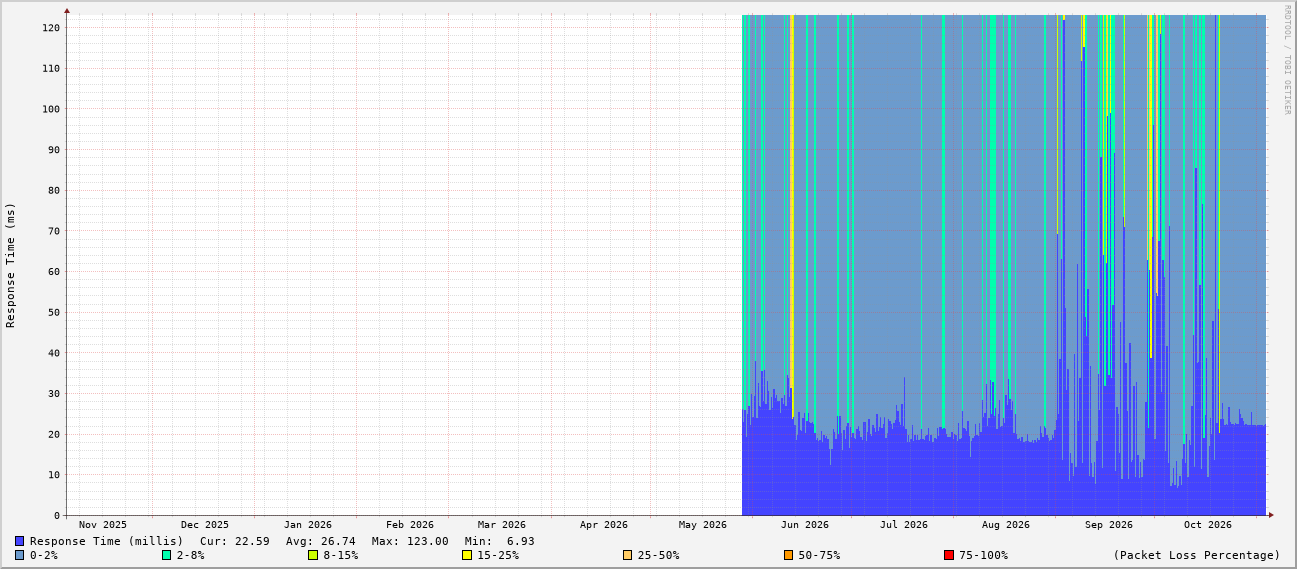 RRDTOOL / TOBI OETIKER
Response Time (ms)
120
110
100
90
80
70
60
50
40
30
20
10
0
Nov 2025 Dec 2025 Jan 2026 Feb 2026 Mar 2026 Apr 2026 May 2026 Jun 2026 Jul 2026 Aug 2026 Sep 2026 Oct 2026
Response Time (millis) Cur: 22.59 Avg: 26.74 Max: 123.00 Min: 6.93
0-2% 2-8% 8-15% 15-25% 25-50% 50-75% 75-100% (Packet Loss Percentage)